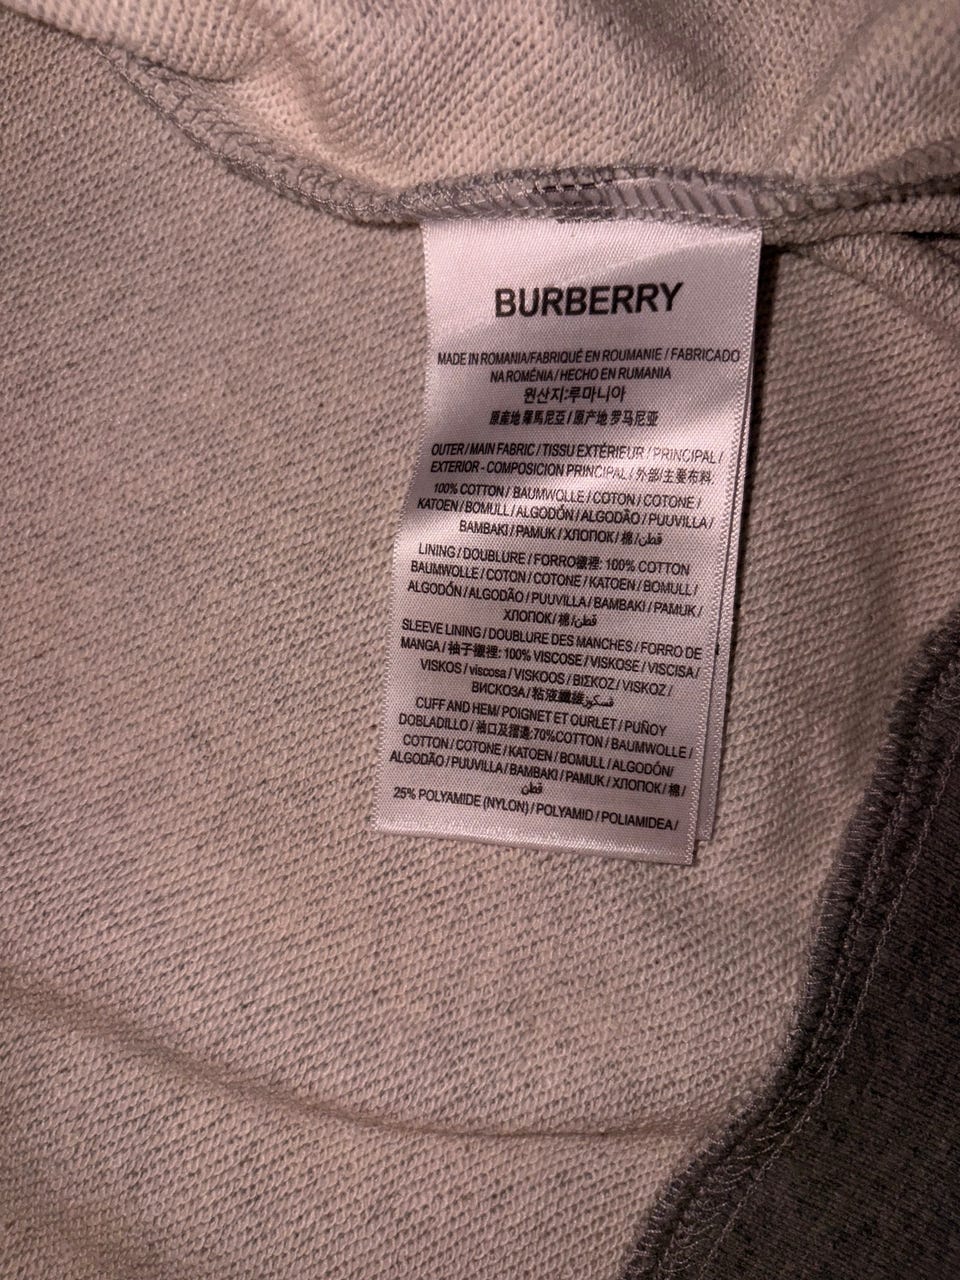 BURBERRY
MADE IN ROMANIA/FABRIQUÉ EN ROUMANIE / FABRICADO
NA ROMÉNIA / HECHO EN RUMANIA
원산지:루마니아
原產地 羅馬尼亞 / 原产地 罗马尼亚
OUTER / MAIN FABRIC / TISSU EXTÉRIEUR / PRINCIPAL /
EXTERIOR - COMPOSICION PRINCIPAL / 外部/主要布料
100% COTTON / BAUMWOLLE / COTON / COTONE /
KATOEN / BOMULL / ALGODÓN / ALGODÃO / PUUVILLA /
BAMBAKI / PAMUK / ХЛОПОК / 棉 / قطن
LINING / DOUBLURE / FORRO襯裡: 100% COTTON
BAUMWOLLE / COTON / COTONE / KATOEN / BOMULL /
ALGODÓN / ALGODÃO / PUUVILLA / BAMBAKI / PAMUK /
ХЛОПОК / 棉 / قطن
SLEEVE LINING / DOUBLURE DES MANCHES / FORRO DE
MANGA / 袖子襯裡: 100% VISCOSE / VISKOSE / VISCISA /
VISKOS / viscosa / VISKOOS / ΒΙΣΚΟΖ / VISKOZ /
ВИСКОЗА / 粘液纖維 فسكوز
CUFF AND HEM/ POIGNET ET OURLET / PUÑOY
DOBLADILLO / 袖口及摺邊:70%COTTON / BAUMWOLLE /
COTTON / COTONE / KATOEN / BOMULL / ALGODÓN/
ALGODÃO / PUUVILLA / BAMBAKI / PAMUK / ХЛОПОК / 棉 /
قطن
25% POLYAMIDE (NYLON) / POLYAMID / POLIAMIDEA /